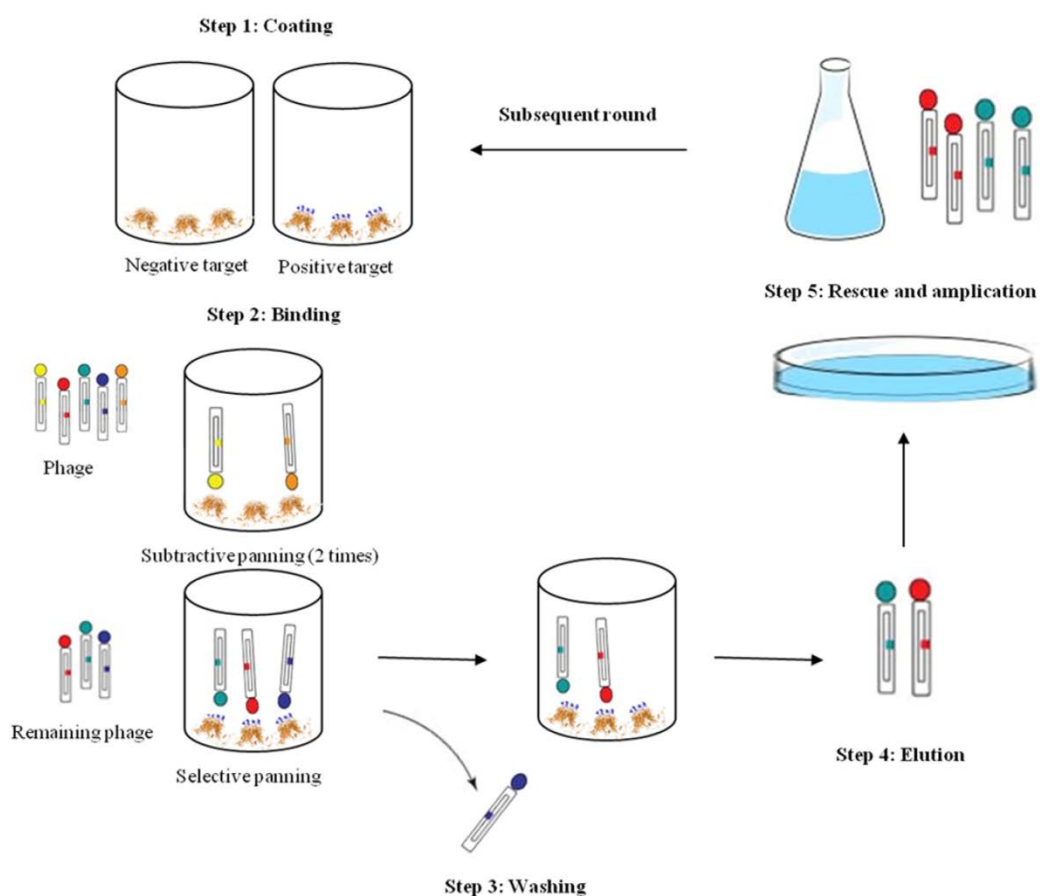 Step 1: Coating
Subsequent round
Negative target
Positive target
Step 5: Rescue and amplication
Step 2: Binding
Phage
Subtractive panning (2 times)
Remaining phage
Selective panning
Step 4: Elution
Step 3: Washing